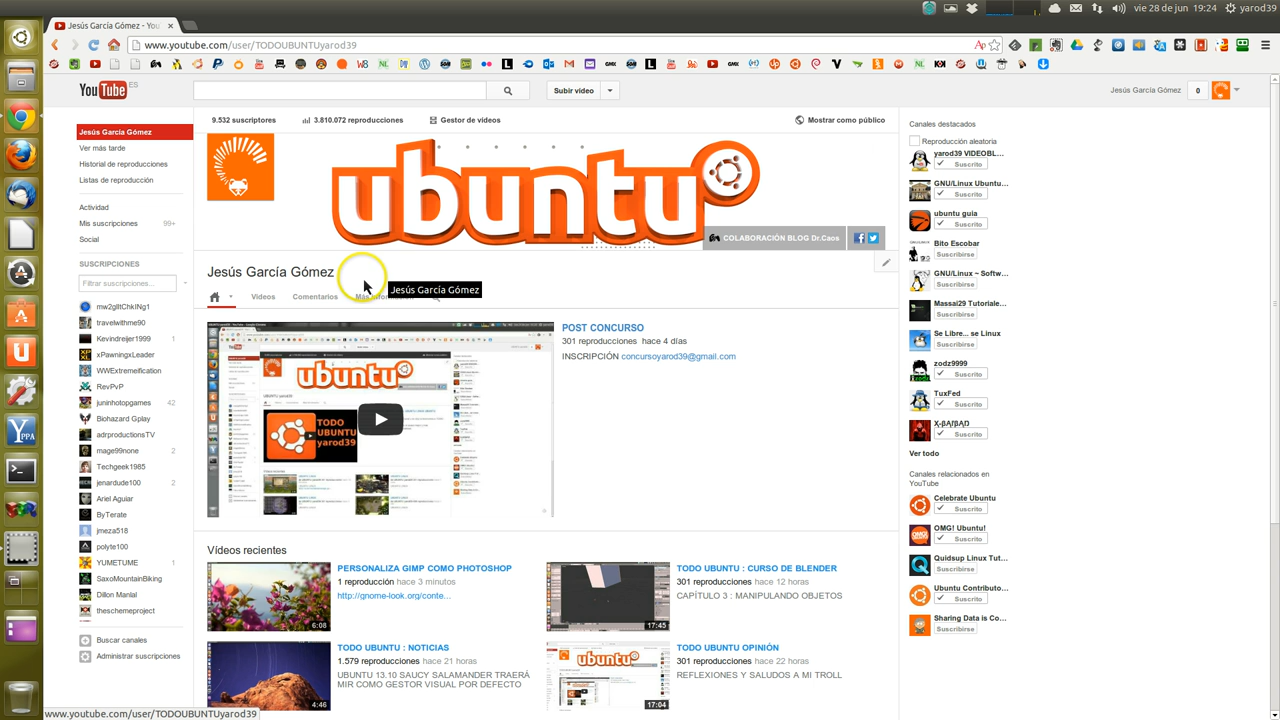 vie 28 de jun 19:24 yarod39
Jesús García Gómez - You
www.youtube.com/user/TODOUBUNTUyarod39
YouTube ES
Subir vídeo
Jesús García Gómez 0
Jesús García Gómez
Ver más tarde
Historial de reproducciones
Listas de reproducción
Actividad
Mis suscripciones 99+
Social
SUSCRIPCIONES
Filtrar suscripciones...
mw2gIltChkINg1
travelwithme90
Kevindreijer1999 1
xPawningxLeader
WWExtremification
RevPvP
juninhotopgames 42
Biohazard Gplay
adrproductionsTV
mage99none 2
Techgeek1985
jenardude100 2
Ariel Aguiar
ByTerate
jmeza518
polyte100
YUMETUME 1
SaxoMountainBiking
Dillon Manlal
theschemeproject
Buscar canales
Administrar suscripciones
www.youtube.com/user/TODOUBUNTUyarod39
9.532 suscriptores 3.810.072 reproducciones Gestor de vídeos Mostrar como público
ubuntu
COLABORACIÓN BLOG Dr.Caos
Jesús García Gómez
Jesús García Gómez
Vídeos Comentarios Más información
ubuntu
TODO
UBUNTU
yarod39
POST CONCURSO
301 reproducciones hace 4 días
INSCRIPCIÓN concursoyarod39@gmail.com
Vídeos recientes
6:08
PERSONALIZA GIMP COMO PHOTOSHOP
1 reproducción hace 3 minutos
http://gnome-look.org/conte...
17:45
TODO UBUNTU : CURSO DE BLENDER
301 reproducciones hace 12 horas
CAPÍTULO 3 : MANIPULANDO OBJETOS
4:46
TODO UBUNTU : NOTICIAS
1.579 reproducciones hace 21 horas
UBUNTU 13.10 SAUCY SALAMANDER TRAERÁ
MIR COMO GESTOR VISUAL POR DEFECTO
ubuntu
17:04
TODO UBUNTU OPINIÓN
301 reproducciones hace 22 horas
REFLEXIONES Y SALUDOS A MI TROLL
Canales destacados
Reproducción aleatoria
yarod39 VIDEOBL...
Suscrito
GNU/Linux Ubuntu...
Suscrito
ubuntu guia
Suscrito
Bito Escobar
Suscribirse
GNU/Linux ~ Softw...
Suscribirse
Massai29 Tutoriale...
Suscribirse
Se Libre... se Linux
Suscribirse
zodz9999
Suscrito
TuxFed
Suscrito
Suscrito
Ver todo
Canales relacionados en
YouTube
Celebrate Ubuntu
Suscrito
OMG! Ubuntu!
Suscrito
Quidsup Linux Tut...
Suscribirse
Ubuntu Contributo...
Suscrito
Sharing Data is Co...
Suscribirse